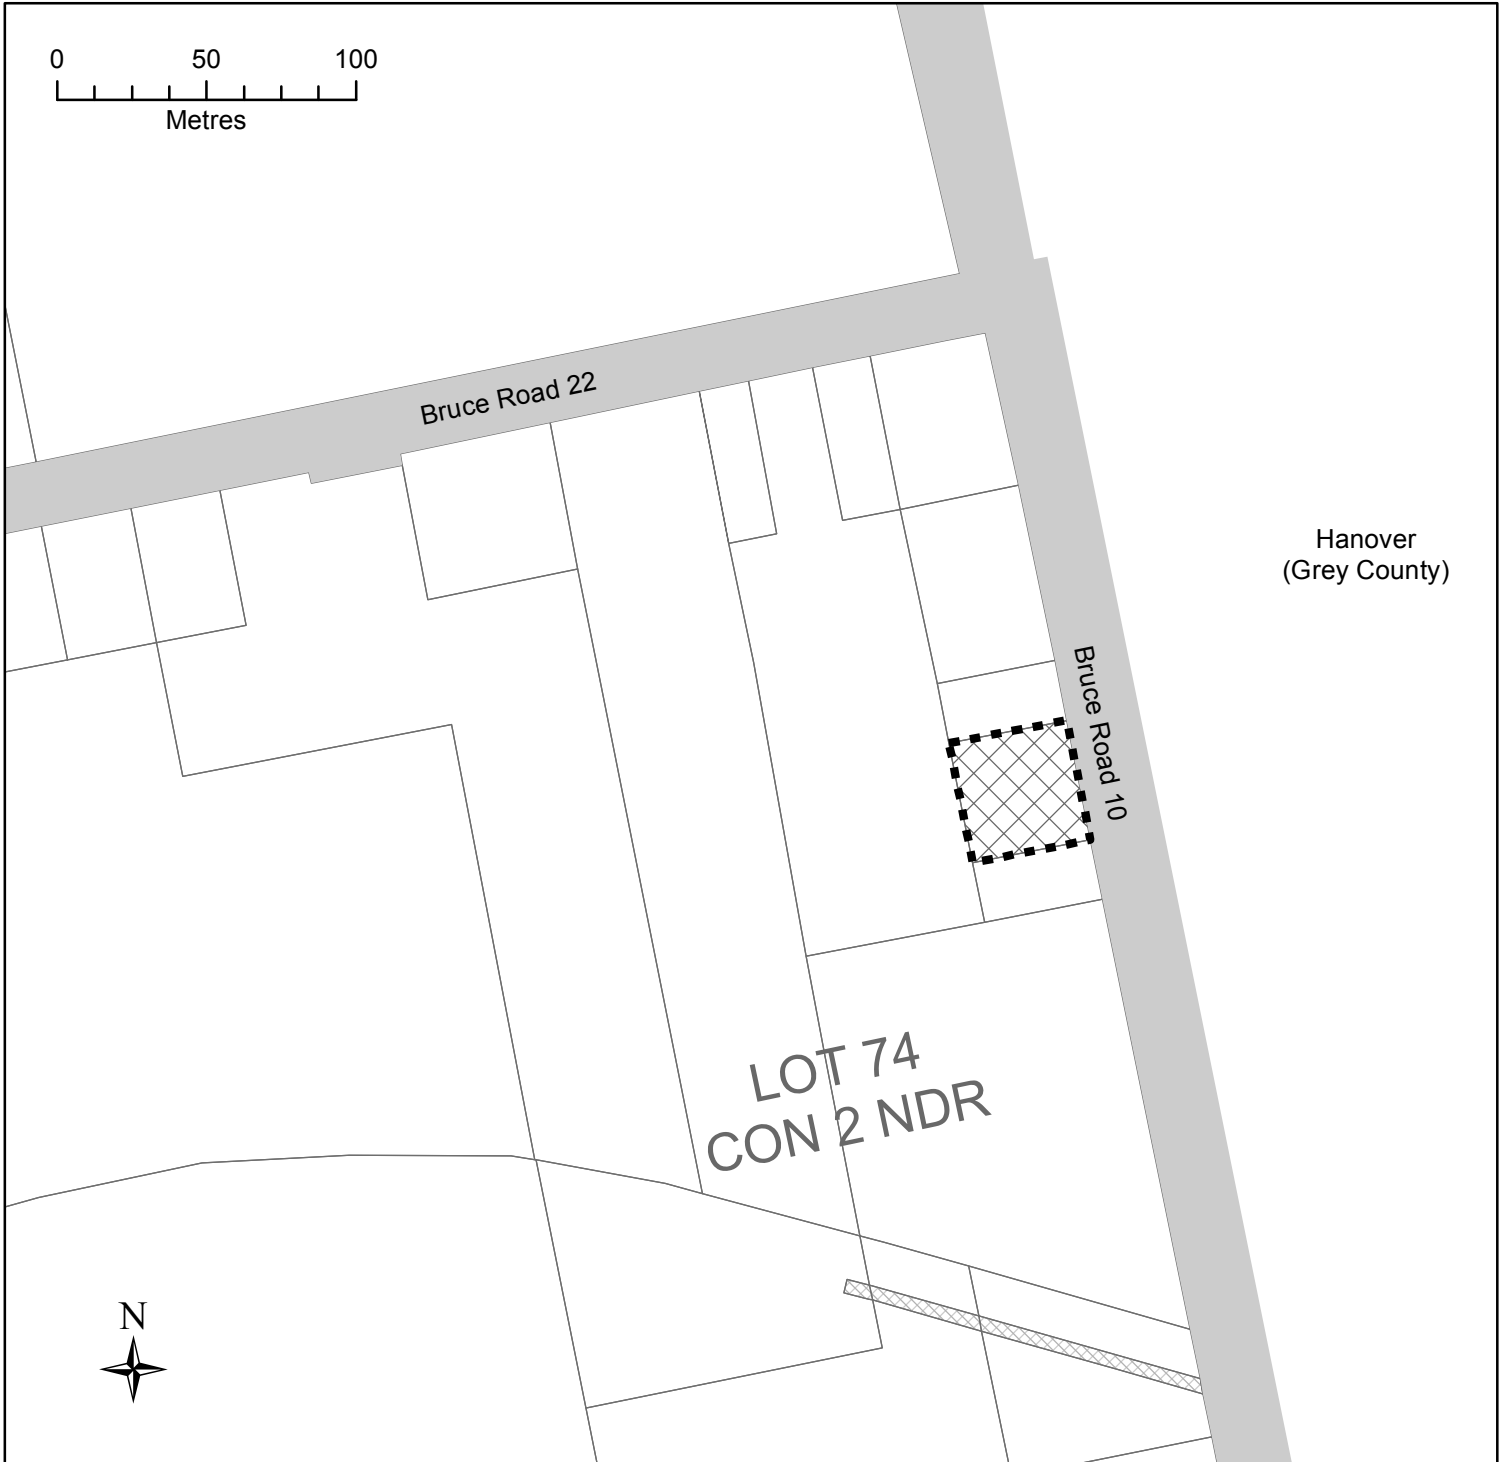 0 50 100
Metres
Bruce Road 22
Hanover
(Grey County)
Bruce Road 10
LOT 74
CON 2 NDR
N